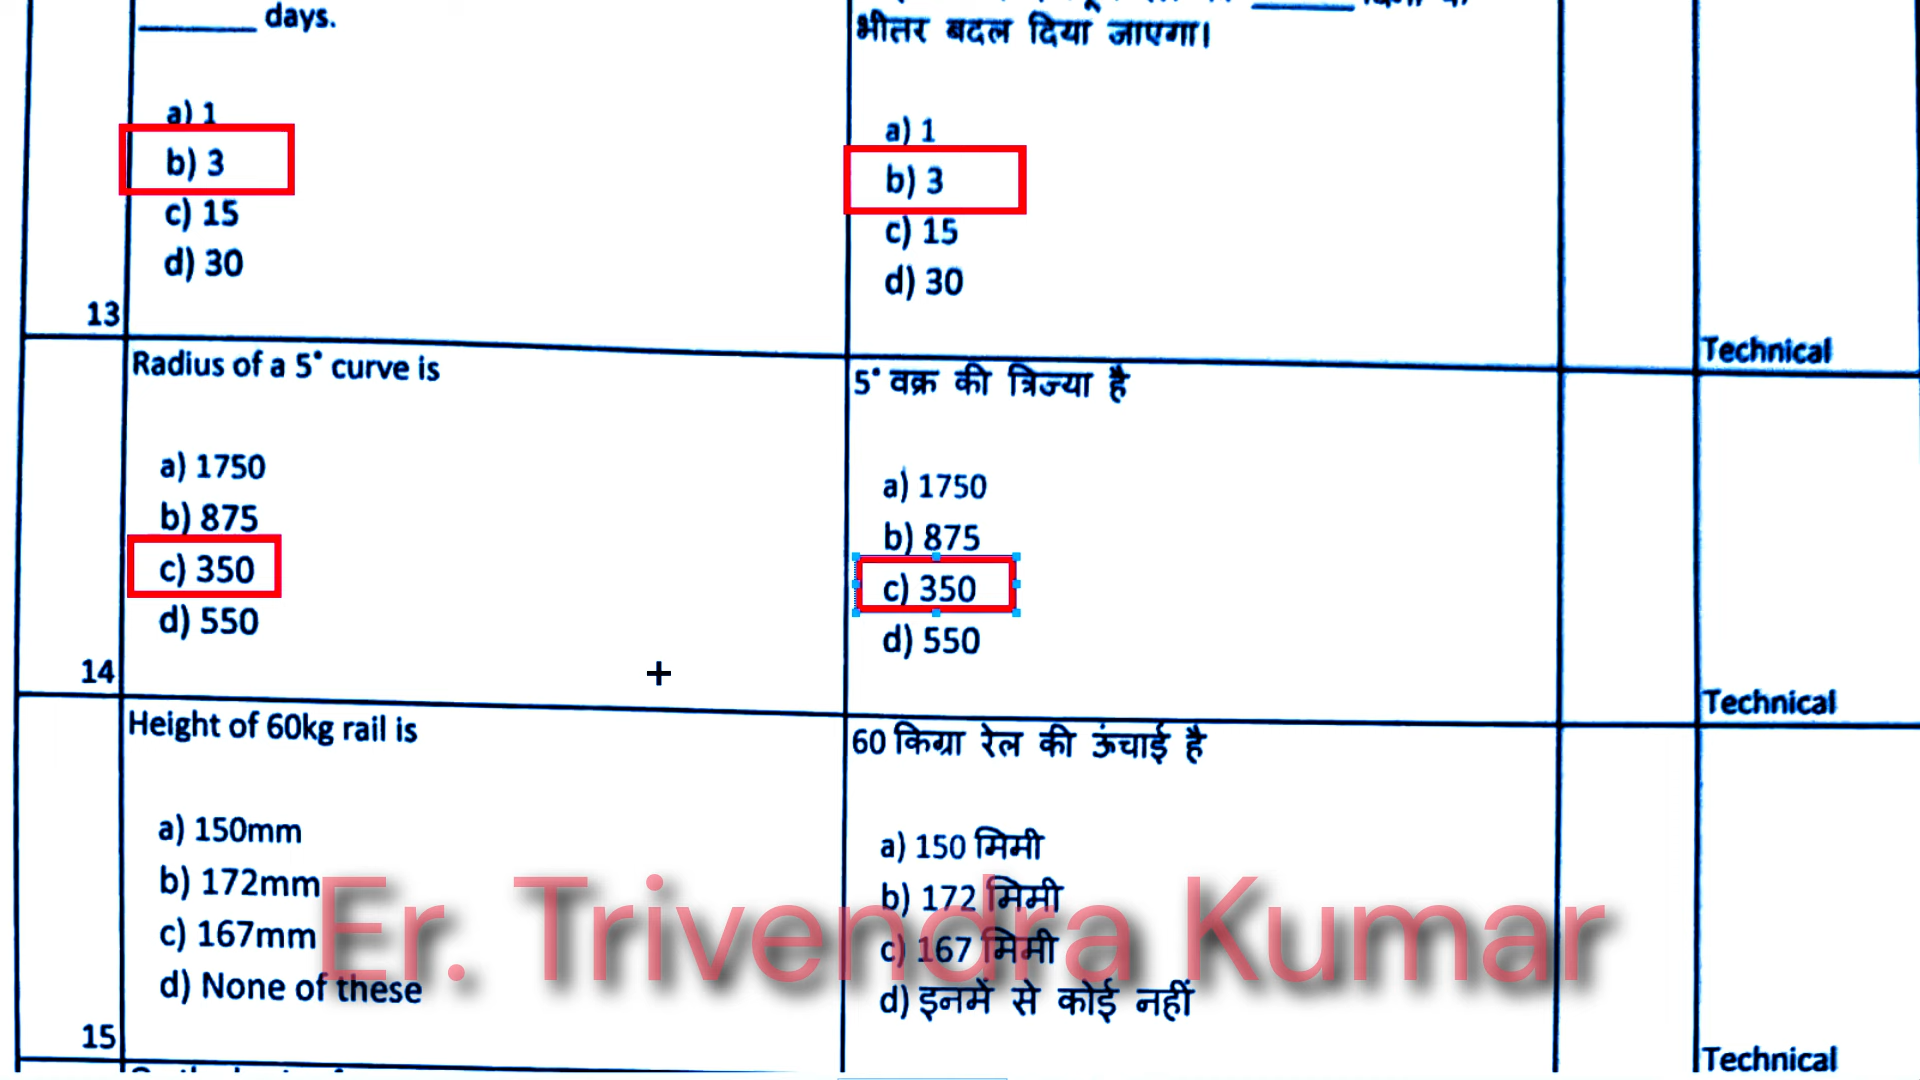 ______ days.
a) 1
b) 3
c) 15
d) 30
13
भीतर बदल दिया जाएगा।
a) 1
b) 3
c) 15
d) 30
Technical
Radius of a 5° curve is
a) 1750
b) 875
c) 350
d) 550
14
5° वक्र की त्रिज्या है
a) 1750
b) 875
c) 350
d) 550
Technical
Height of 60kg rail is
a) 150mm
b) 172mm
c) 167mm
d) None of these
15
60 किग्रा रेल की ऊंचाई है
a) 150 मिमी
b) 172 मिमी
c) 167 मिमी
d) इनमें से कोई नहीं
Technical
Er. Trivendra Kumar